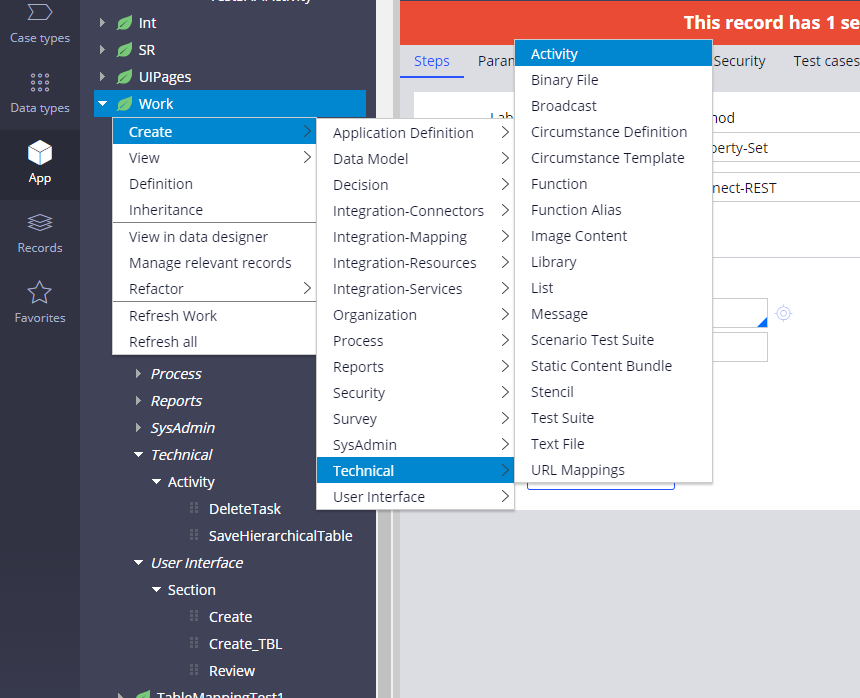 Case types
Data types
App
Records
Favorites
Int
SR
UIPages
Work
Create
View
Definition
Inheritance
View in data designer
Manage relevant records
Refactor
Refresh Work
Refresh all
Process
Reports
SysAdmin
Technical
Activity
DeleteTask
SaveHierarchicalTable
User Interface
Section
Create
Create_TBL
Review
TableMappingTest1
Application Definition
Data Model
Decision
Integration-Connectors
Integration-Mapping
Integration-Resources
Integration-Services
Organization
Process
Reports
Security
Survey
SysAdmin
Technical
User Interface
Activity
Binary File
Broadcast
Circumstance Definition
Circumstance Template
Function
Function Alias
Image Content
Library
List
Message
Scenario Test Suite
Static Content Bundle
Stencil
Test Suite
Text File
URL Mappings
This record has 1 se
Steps Param Security Test cases
Lab nod
perty-Set
nect-REST